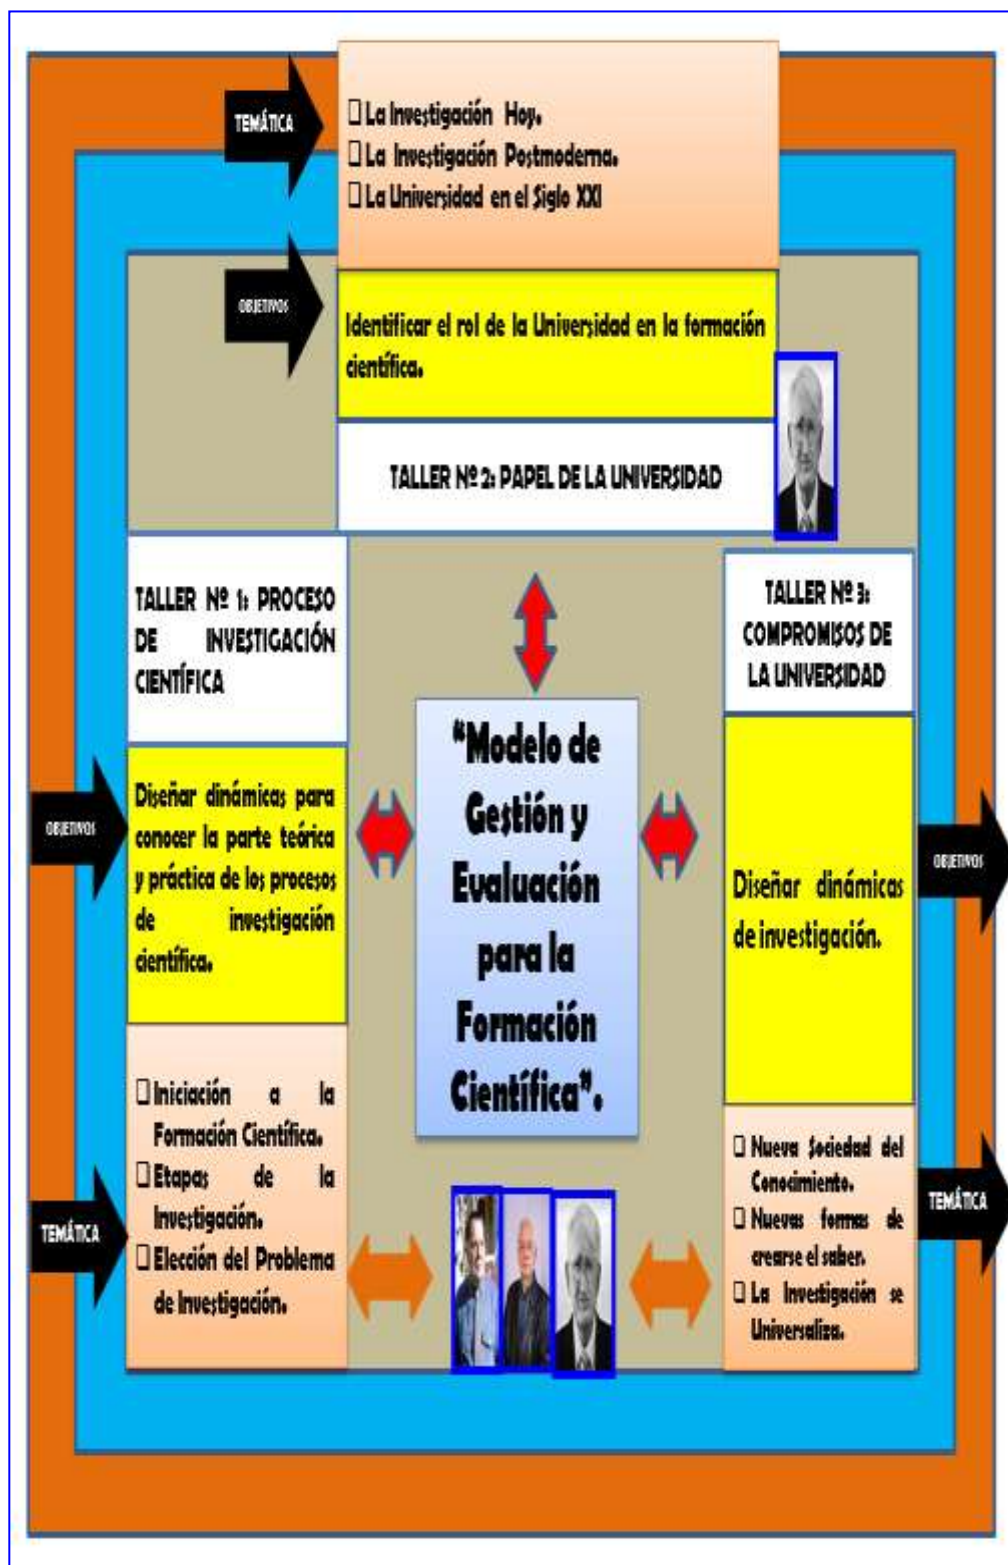 TEMÁTICA
❑ La Investigación Hoy.
❑ La Investigación Postmoderna.
❑ La Universidad en el Siglo XXI
OBJETIVOS
Identificar el rol de la Universidad en la formación
científica.
TALLER Nº 2: PAPEL DE LA UNIVERSIDAD
TALLER Nº 1: PROCESO
DE INVESTIGACIÓN
CIENTÍFICA
OBJETIVOS
Diseñar dinámicas para
conocer la parte teórica
y práctica de los procesos
de investigación
científica.
TEMÁTICA
❑ Iniciación a la
Formación Científica.
❑ Etapas de la
Investigación.
❑ Elección del Problema
de Investigación.
“Modelo de
Gestión y
Evaluación
para la
Formación
Científica”.
TALLER Nº 3:
COMPROMISOS DE
LA UNIVERSIDAD
Diseñar dinámicas
de investigación.
OBJETIVOS
❑ Nueva Sociedad del
Conocimiento.
❑ Nuevas formas de
crearse el saber.
❑ La Investigación se
Universaliza.
TEMÁTICA